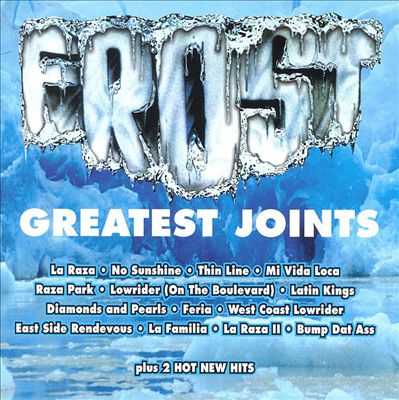 FROST
GREATEST JOINTS
La Raza • No Sunshine • Thin Line • Mi Vida Loca
Raza Park • Lowrider (On The Boulevard) • Latin Kings
Diamonds and Pearls • Feria • West Coast Lowrider
East Side Rendevous • La Familia • La Raza II • Bump Dat Ass
plus 2 HOT NEW HITS